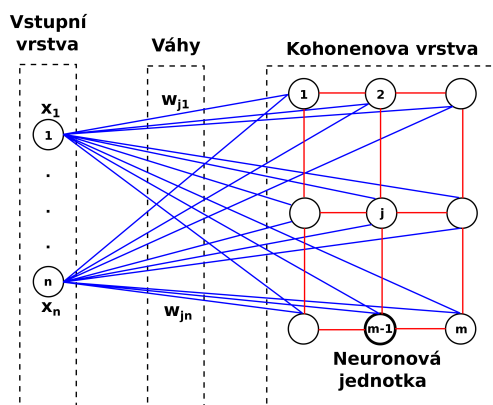 Vstupní
vrstva
Váhy
Kohonenova vrstva
x1
wj1
1
2
1
.
.
.
j
n
xn
wjn
m-1
m
Neuronová
jednotka